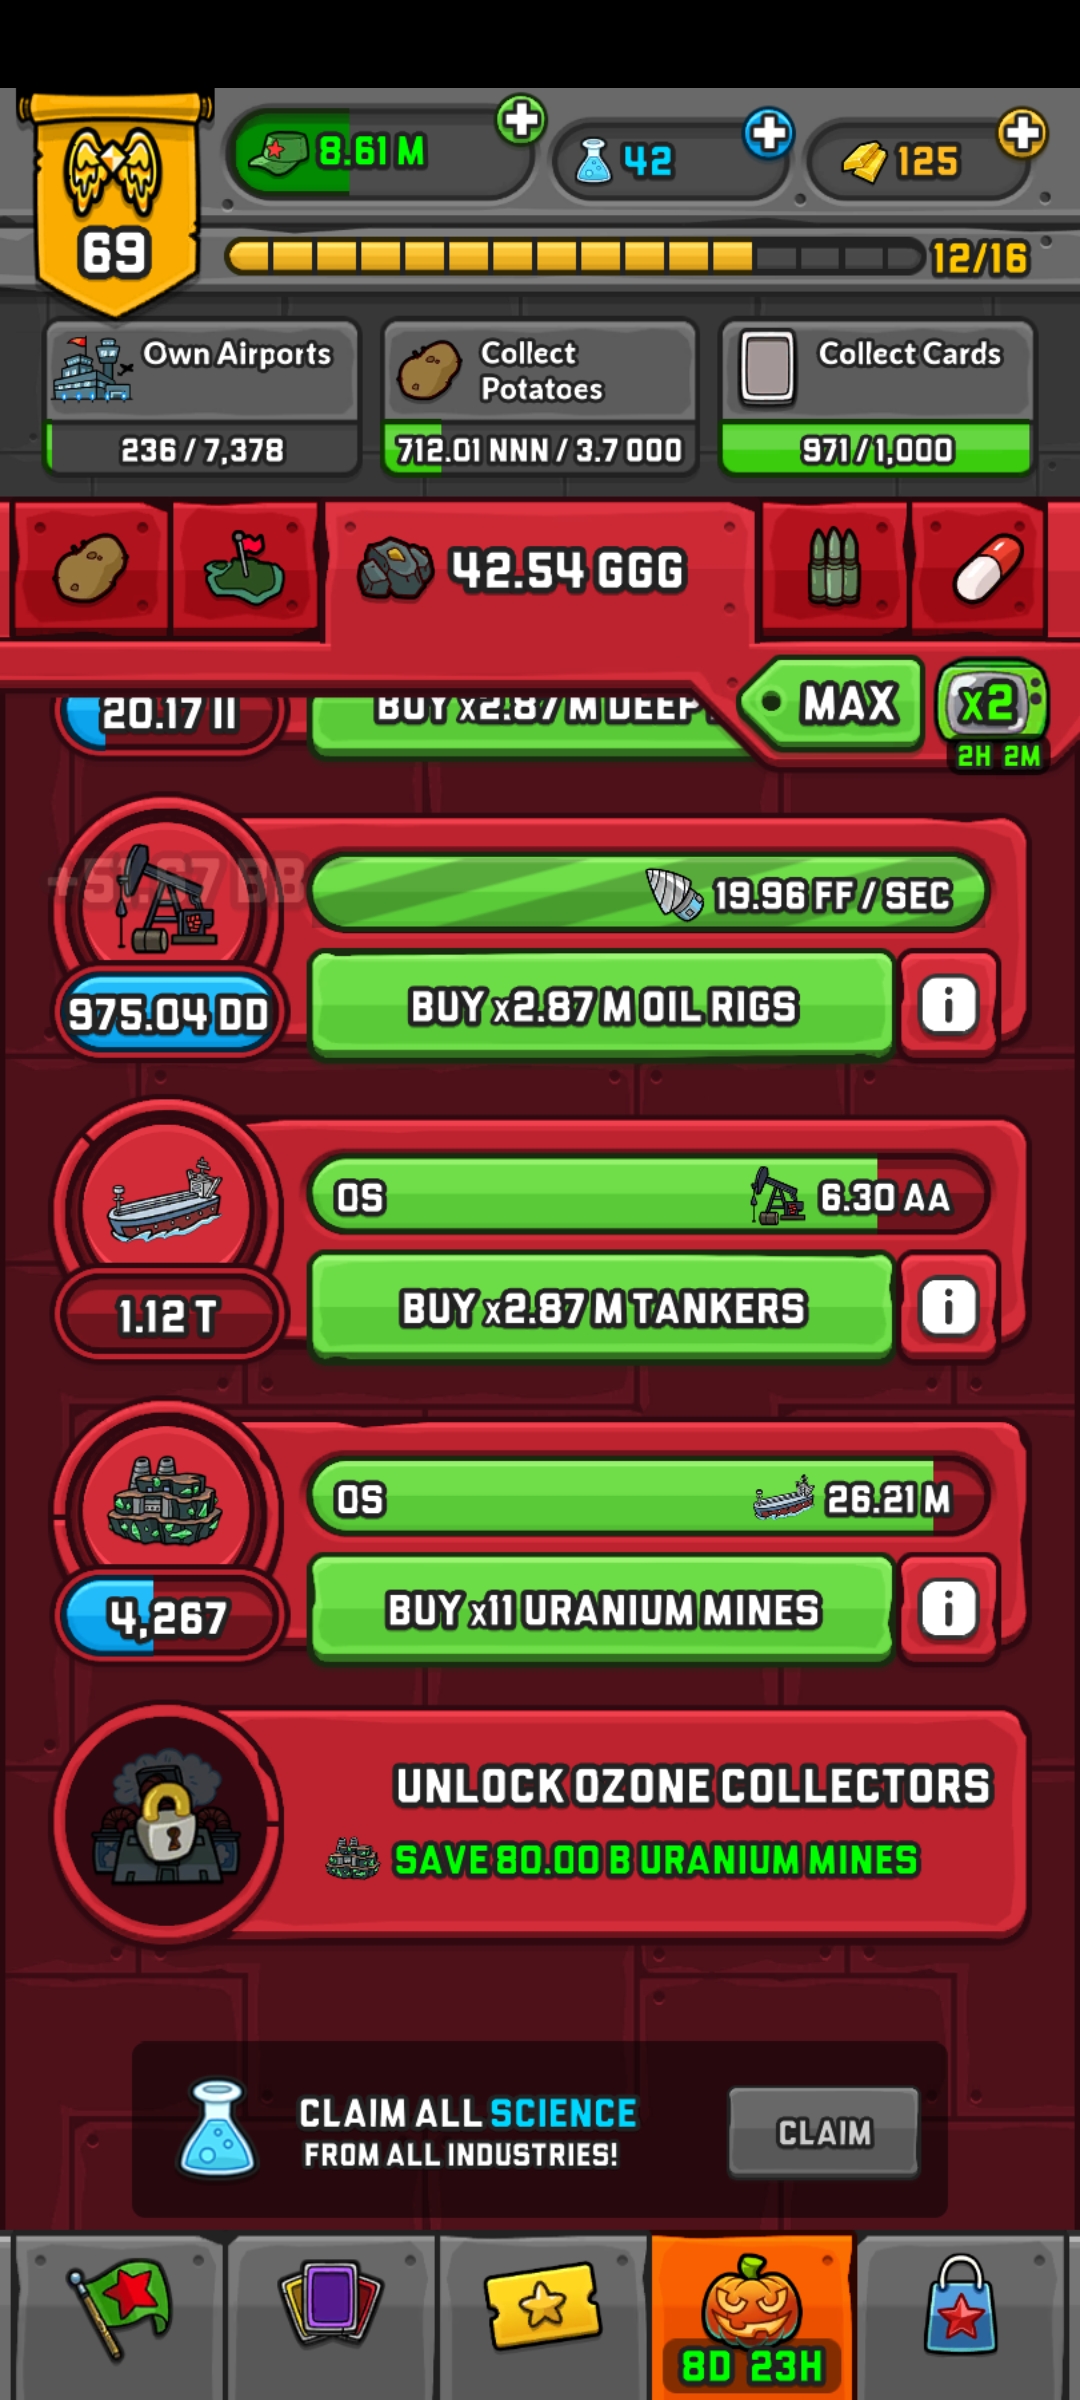 69
8.61 M
42
125
12/16
Own Airports
236 / 7,378
Collect
Potatoes
712.01 NNN / 3.7 OOO
Collect Cards
971 / 1,000
42.54 GGG
MAX
x2
2H 2M
20.17 II
BUY x2.87 M DEEP
19.96 FF / SEC
975.04 DD
BUY x2.87 M OIL RIGS
i
0S
6.30 AA
1.12 T
BUY x2.87 M TANKERS
i
0S
26.21 M
4,267
BUY x11 URANIUM MINES
i
UNLOCK OZONE COLLECTORS
SAVE 80.00 B URANIUM MINES
CLAIM ALL SCIENCE
FROM ALL INDUSTRIES!
CLAIM
8D 23H